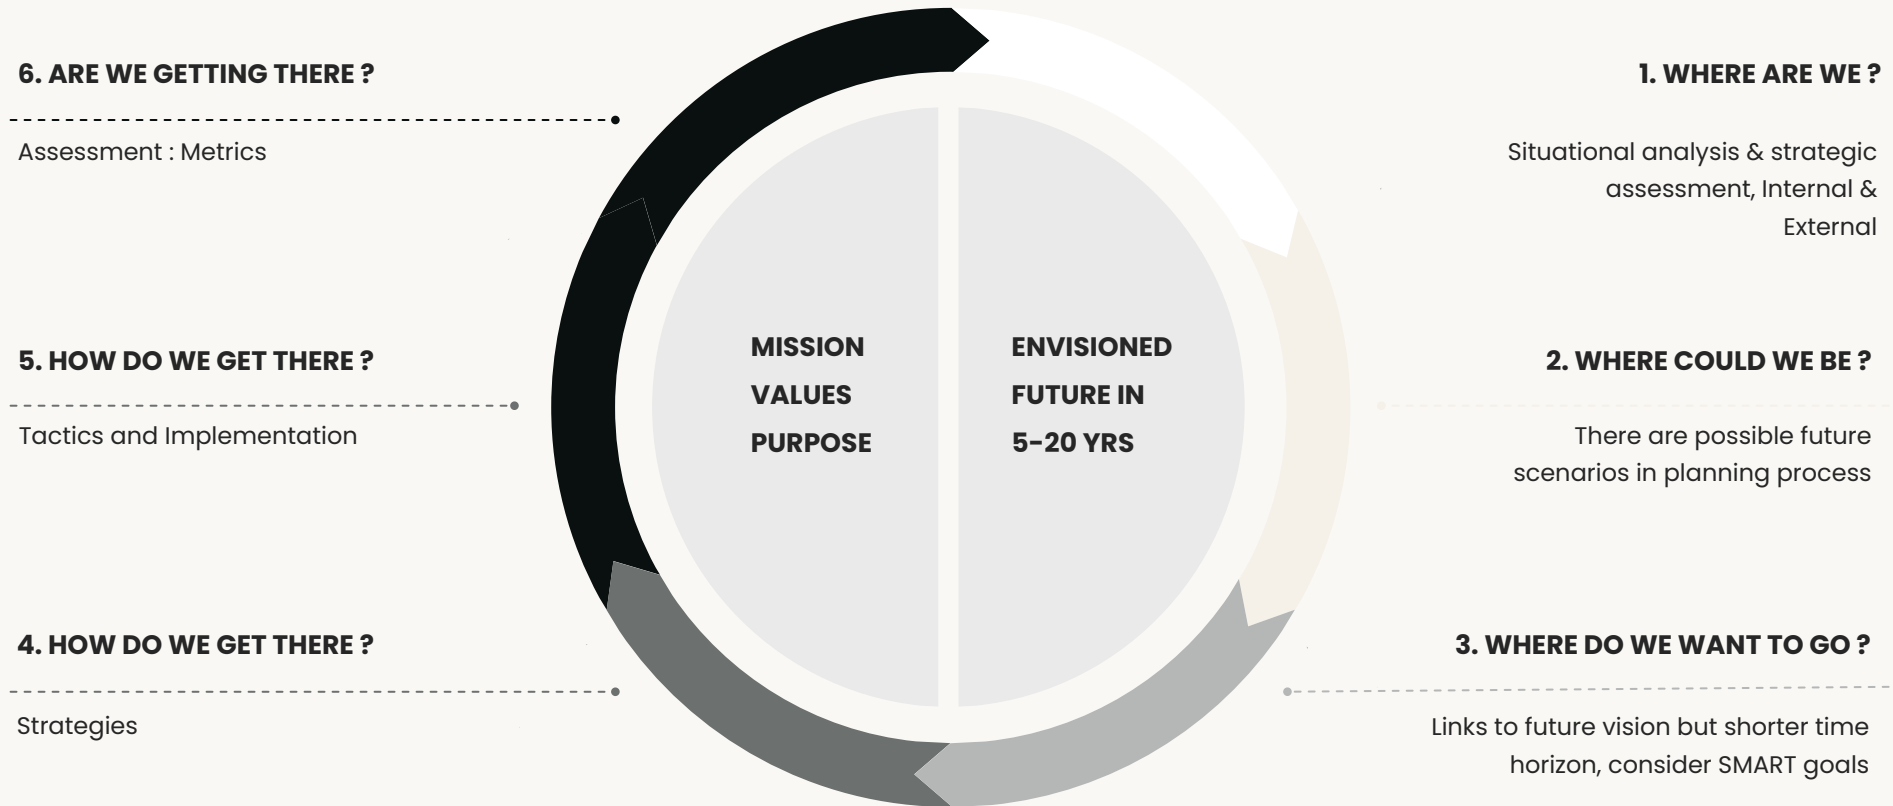 6. ARE WE GETTING THERE ?
Assessment : Metrics
5. HOW DO WE GET THERE ?
Tactics and Implementation
4. HOW DO WE GET THERE ?
Strategies
MISSION
VALUES
PURPOSE
ENVISIONED
FUTURE IN
5-20 YRS
1. WHERE ARE WE ?
Situational analysis & strategic
assessment, Internal &
External
2. WHERE COULD WE BE ?
There are possible future
scenarios in planning process
3. WHERE DO WE WANT TO GO ?
Links to future vision but shorter time
horizon, consider SMART goals